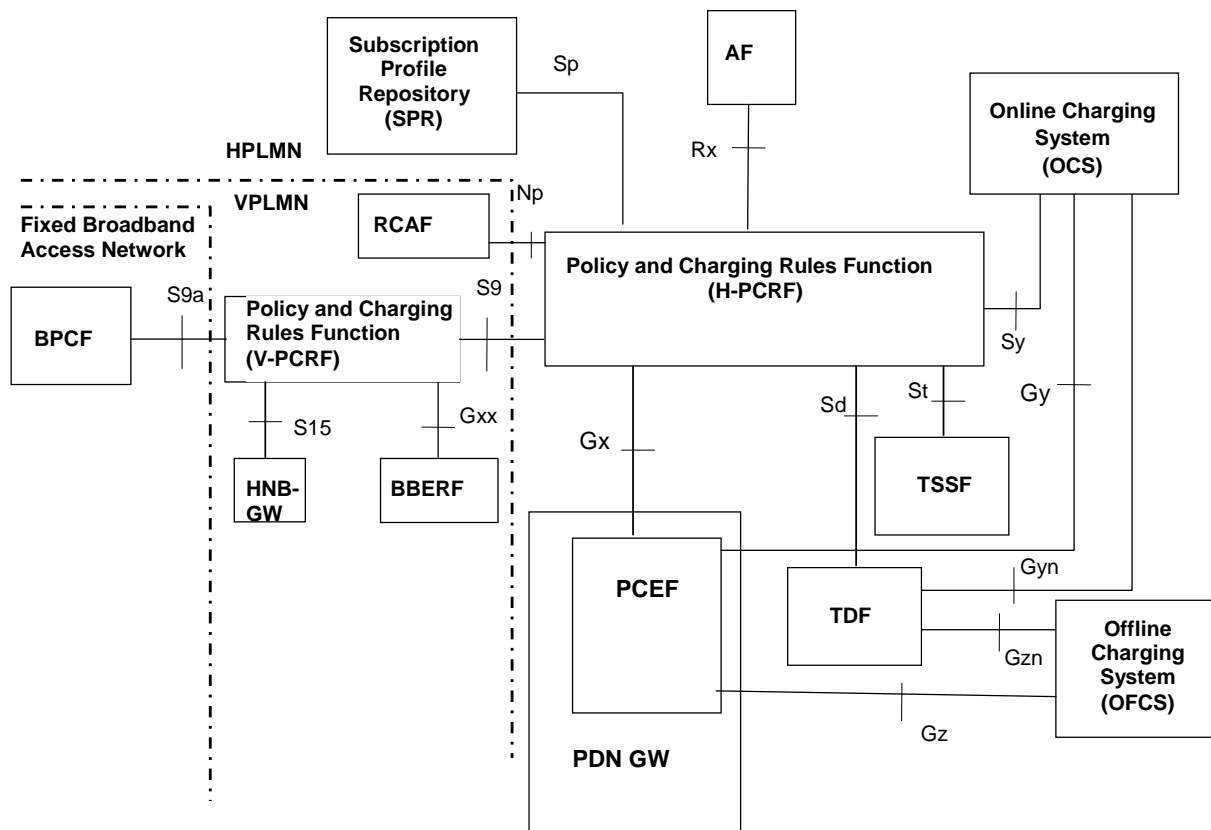 Subscription
Profile
Repository
(SPR)
Sp
AF
Rx
Online Charging
System
(OCS)
HPLMN
VPLMN
Np
Fixed Broadband
Access Network
RCAF
Policy and Charging Rules Function
(H-PCRF)
S9a
S9
BPCF
Policy and Charging
Rules Function
(V-PCRF)
Sy
S15
Gxx
Gx
Sd
St
Gy
HNB-
GW
BBERF
TSSF
PCEF
TDF
Gyn
Gzn
Offline
Charging
System
(OFCS)
Gz
PDN GW